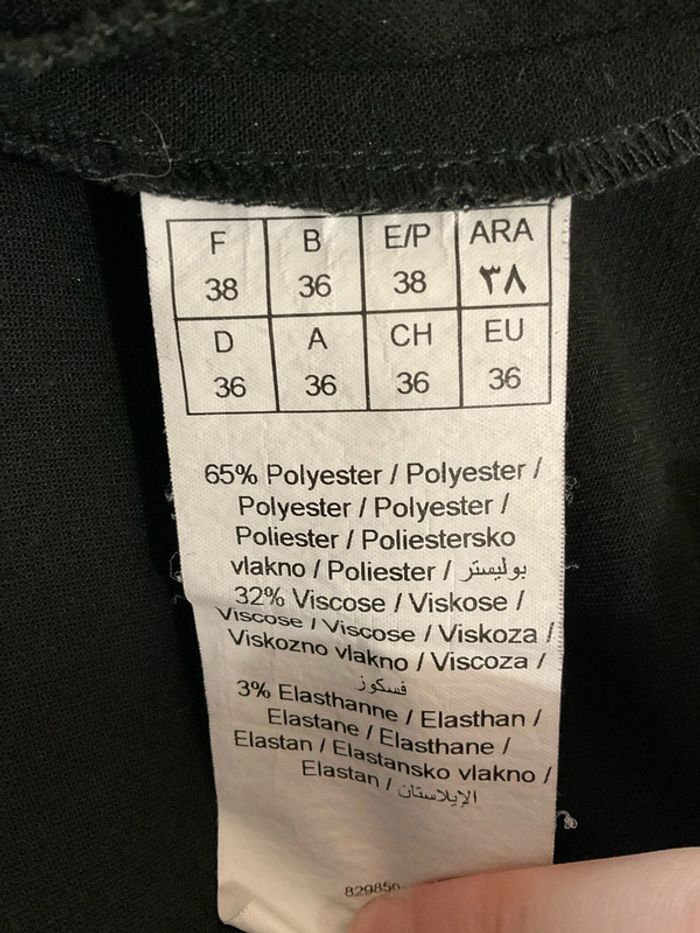 F B E/P ARA
38 36 38 ٣٨
D A CH EU
36 36 36 36
65% Polyester / Polyester /
Polyester / Polyester /
Poliester / Poliestersko
vlakno / Poliester / بوليستر
32% Viscose / Viskose /
Viscose / Viscose / Viskoza /
Viskozno vlakno / Viscoza /
فسكوز
3% Elasthanne / Elasthan /
Elastane / Elasthane /
Elastan / Elastansko vlakno /
Elastan / الإيلاستان
829850